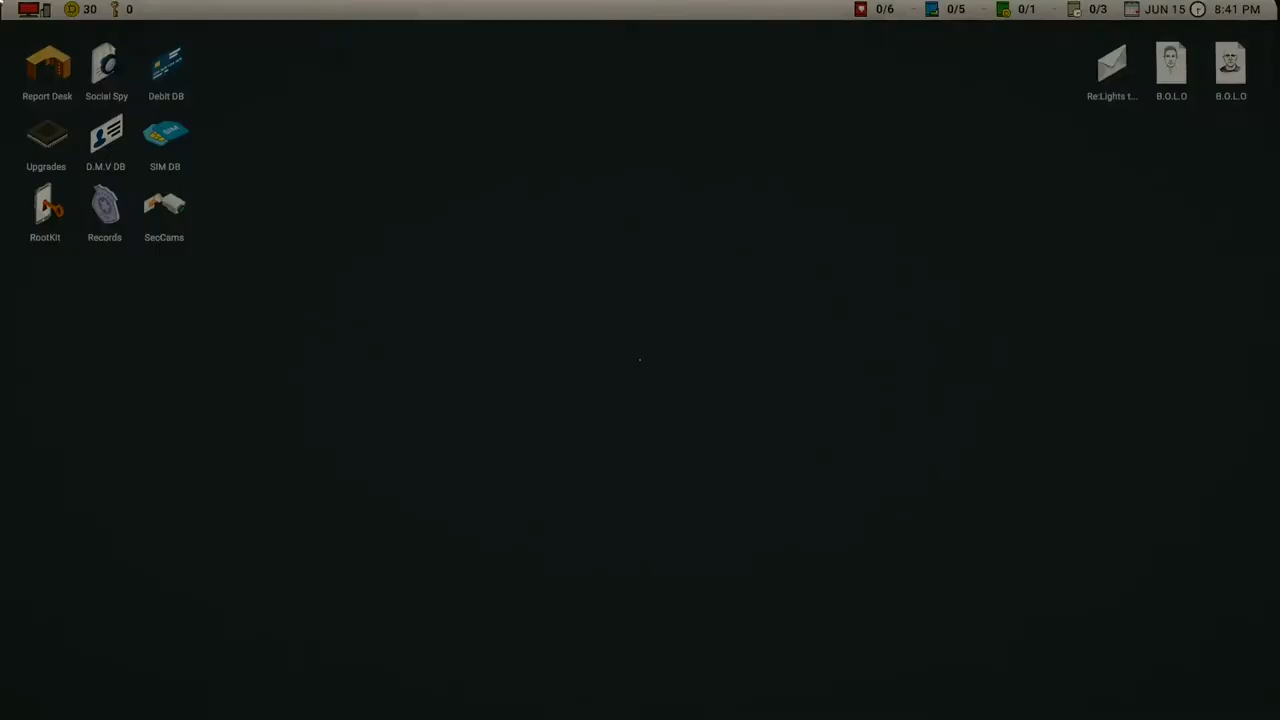 30 0 0/6 0/5 0/1 0/3 JUN 15 8:41 PM
Report Desk Social Spy Debit DB Re:Lights t... B.O.L.O B.O.L.O
Upgrades D.M.V DB SIM DB
RootKit Records SecCams